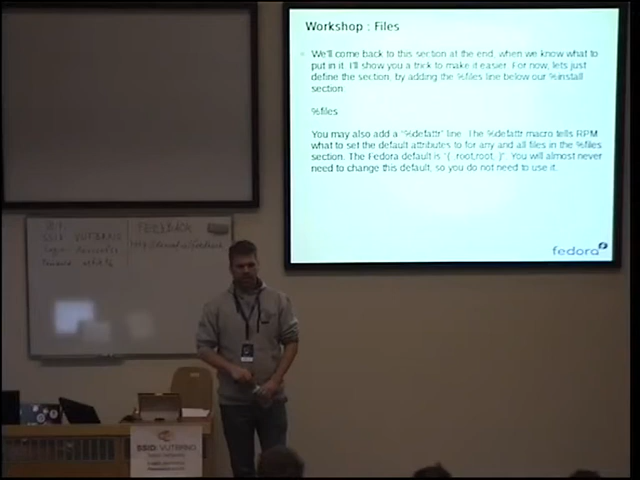 Workshop : Files
We'll come back to this section at the end, when we know what to
put in it. I'll show you a trick to make it easier. For now, lets just
define the section, by adding the %files line below our %install
section.
%files
You may also add a "%defattr" line. The %defattr macro tells RPM
what to set the default attributes to for any and all files in the %files
section. The Fedora default is "(-,root,root,-)". You will almost never
need to change this default, so you do not need to use it.
fedora
FEEDBACK
SSID VUTBRNO
SSID: VUTBRNO